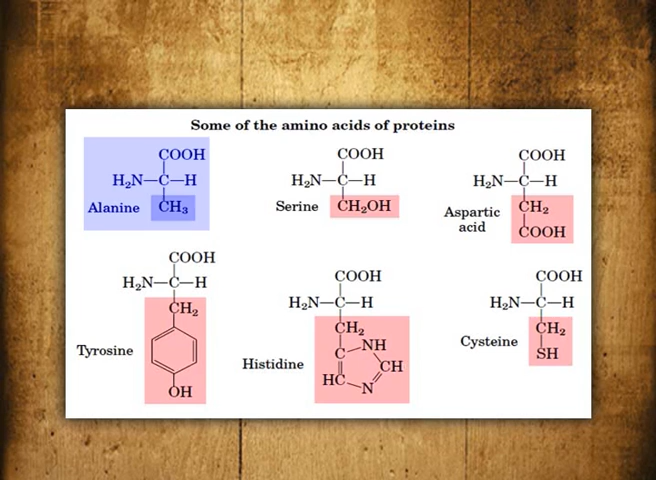 Some of the amino acids of proteins
COOH
H₂N—C—H
Alanine CH₃
COOH
H₂N—C—H
Serine CH₂OH
COOH
H₂N—C—H
CH₂
Aspartic
acid
COOH
COOH
H₂N—C—H
CH₂
Tyrosine
OH
COOH
H₂N—C—H
CH₂
C NH
Histidine
CH
HC N
COOH
H₂N—C—H
CH₂
Cysteine
SH